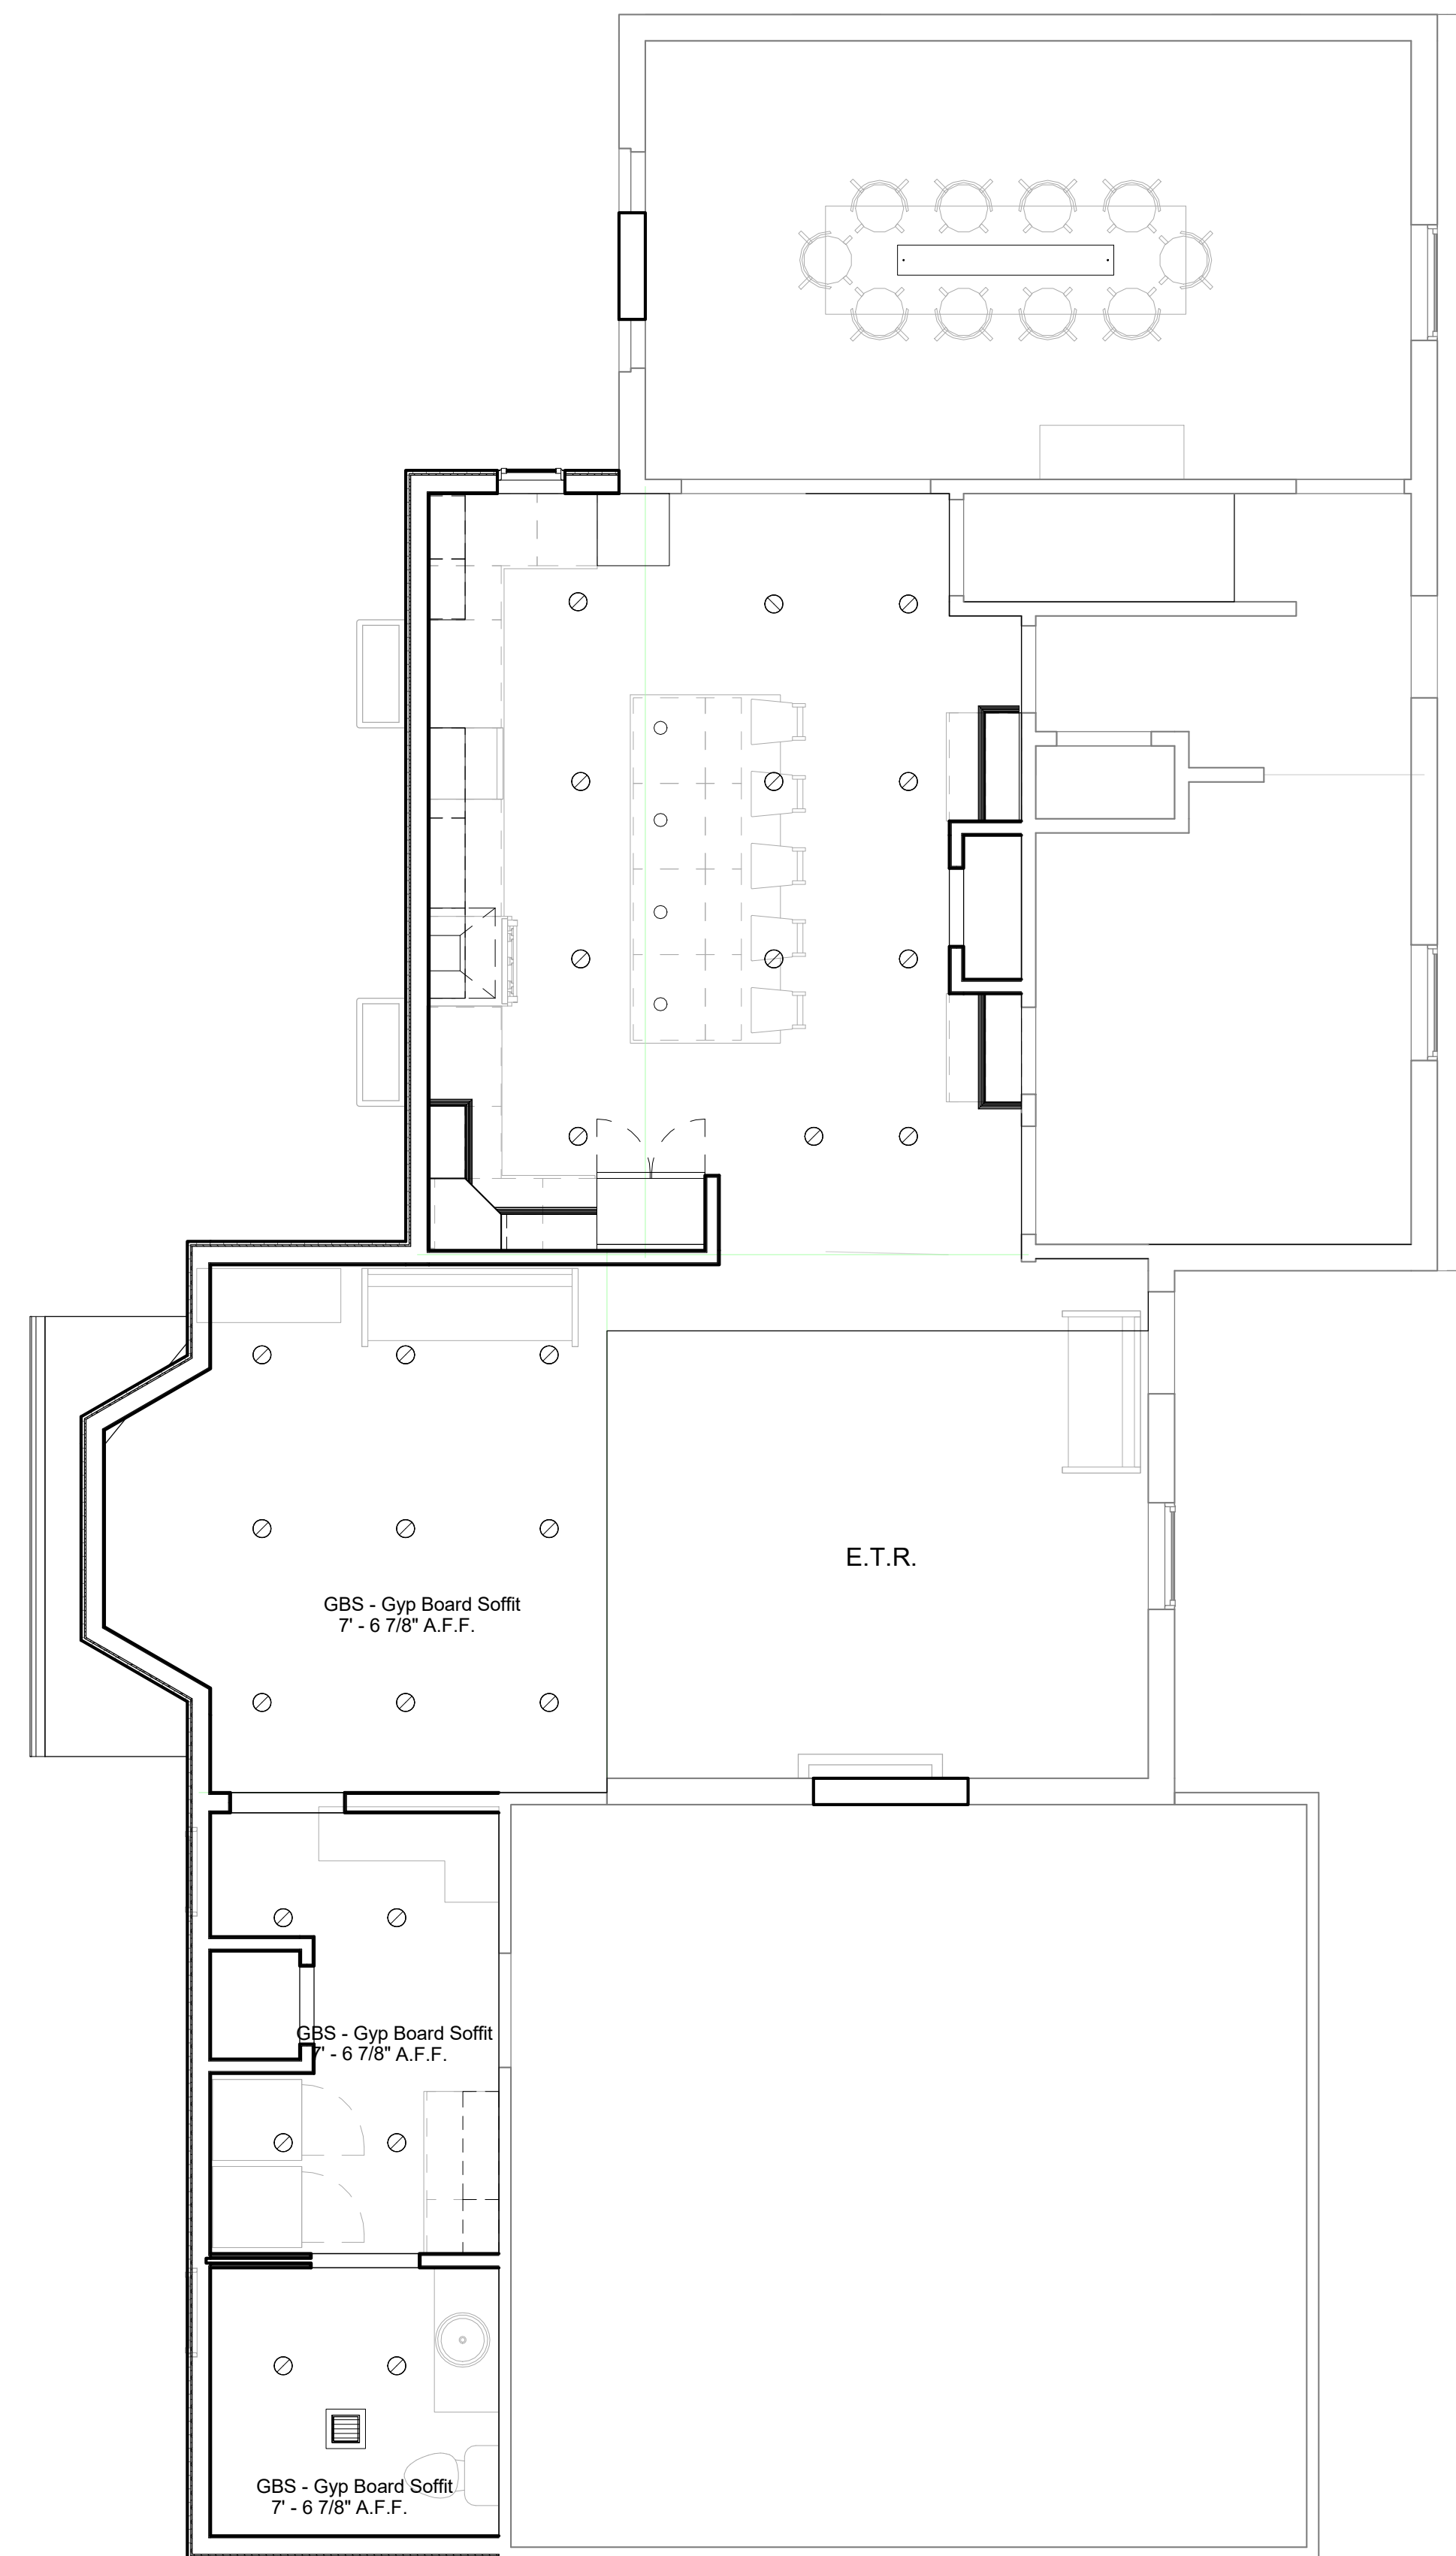 E.T.R.
GBS - Gyp Board Soffit
7' - 6 7/8" A.F.F.
GBS - Gyp Board Soffit
7' - 6 7/8" A.F.F.
GBS - Gyp Board Soffit
7' - 6 7/8" A.F.F.